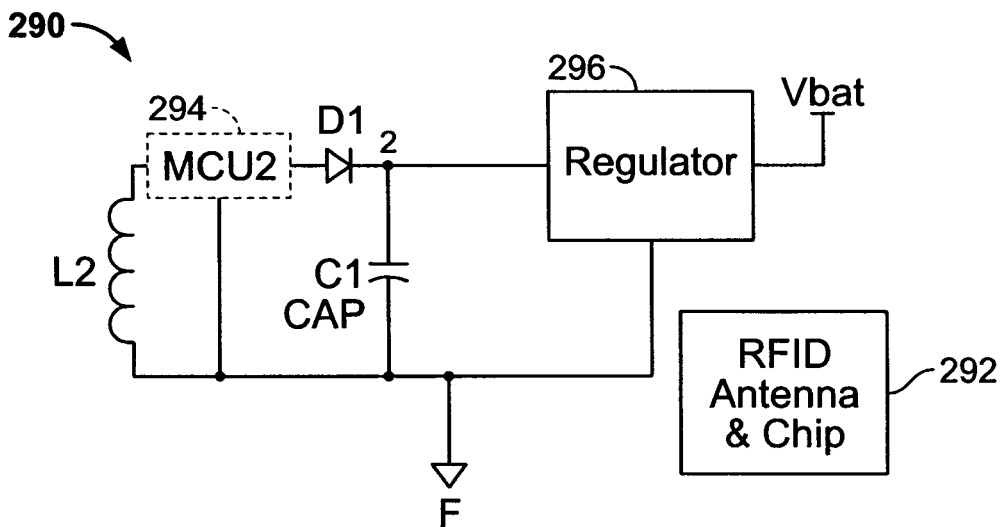 290
294
MCU2
D1
2
296
Regulator
Vbat
L2
C1
CAP
RFID
Antenna
& Chip
292
F